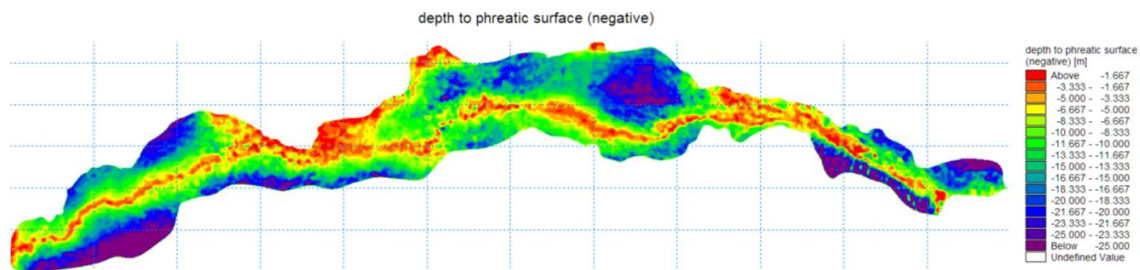 depth to phreatic surface (negative)
depth to phreatic surface
(negative) [m]
Above -1.667
-3.333 - -1.667
-5.000 - -3.333
-6.667 - -5.000
-8.333 - -6.667
-10.000 - -8.333
-11.667 - -10.000
-13.333 - -11.667
-15.000 - -13.333
-16.667 - -15.000
-18.333 - -16.667
-20.000 - -18.333
-21.667 - -20.000
-23.333 - -21.667
-25.000 - -23.333
Below -25.000
Undefined Value